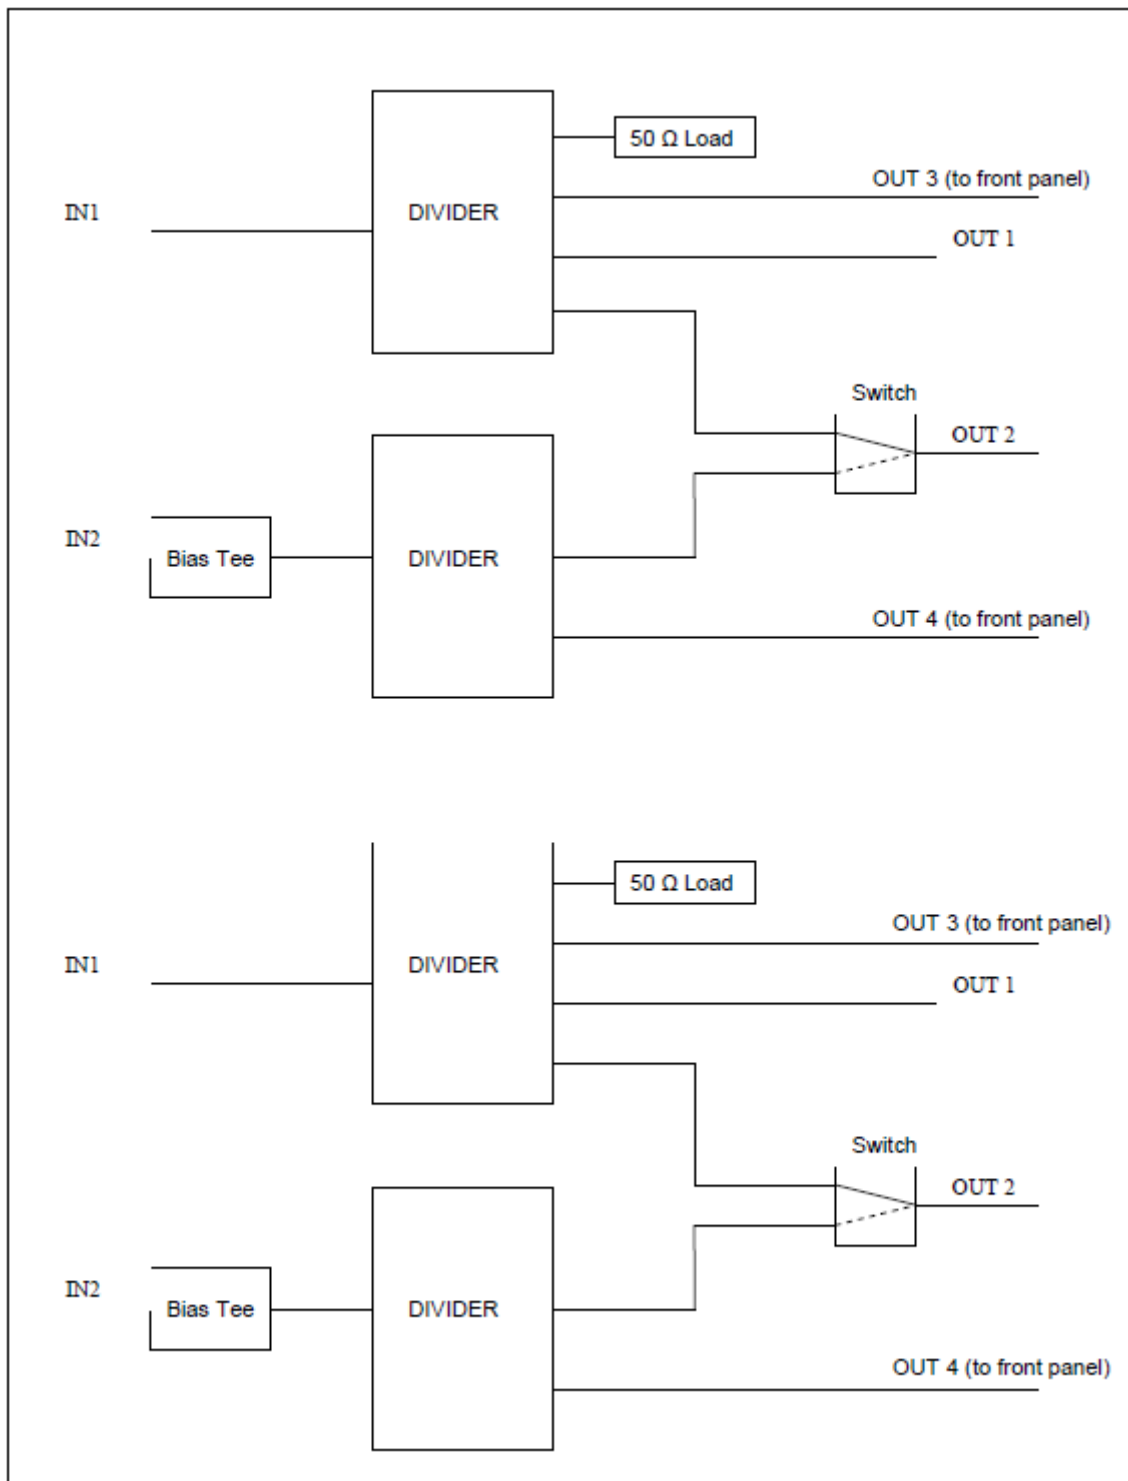 50 Ω Load
OUT 3 (to front panel)
IN1
DIVIDER
OUT 1
Switch
OUT 2
IN2
Bias Tee
DIVIDER
OUT 4 (to front panel)
50 Ω Load
OUT 3 (to front panel)
IN1
DIVIDER
OUT 1
Switch
OUT 2
IN2
Bias Tee
DIVIDER
OUT 4 (to front panel)